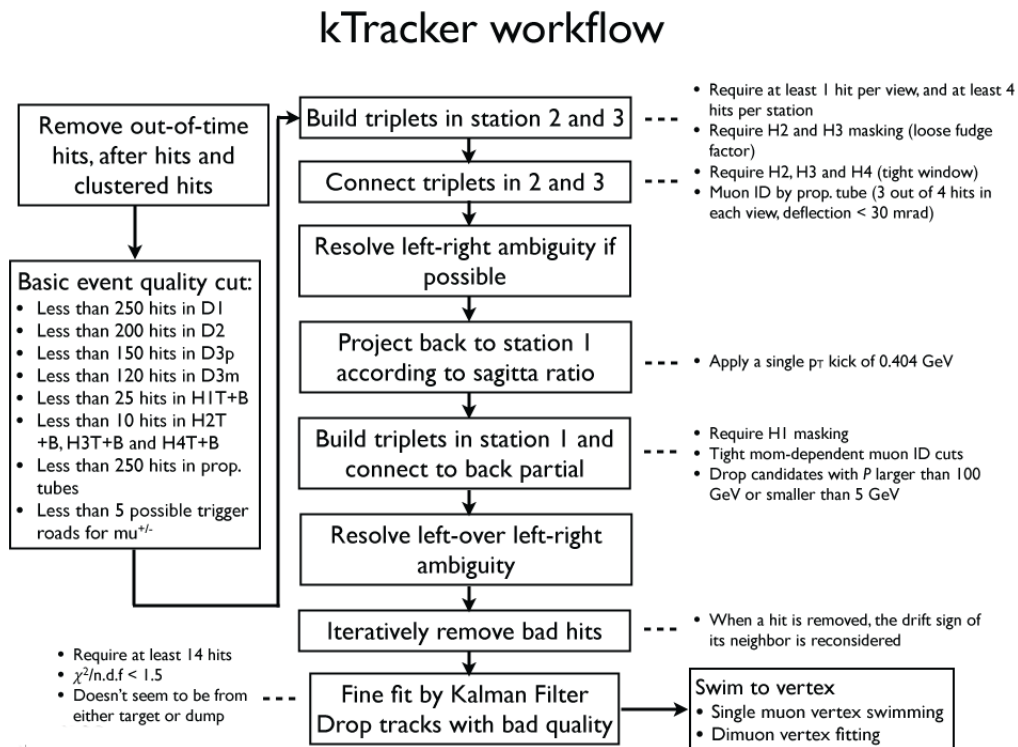 kTracker workflow
Remove out-of-time
hits, after hits and
clustered hits
Basic event quality cut:
• Less than 250 hits in D1
• Less than 200 hits in D2
• Less than 150 hits in D3p
• Less than 120 hits in D3m
• Less than 25 hits in H1T+B
• Less than 10 hits in H2T
+B, H3T+B and H4T+B
• Less than 250 hits in prop.
tubes
• Less than 5 possible trigger
roads for mu+/-
Build triplets in station 2 and 3
• Require at least 1 hit per view, and at least 4
hits per station
• Require H2 and H3 masking (loose fudge
factor)
Connect triplets in 2 and 3
• Require H2, H3 and H4 (tight window)
• Muon ID by prop. tube (3 out of 4 hits in
each view, deflection < 30 mrad)
Resolve left-right ambiguity if
possible
Project back to station 1
according to sagitta ratio
• Apply a single pT kick of 0.404 GeV
Build triplets in station 1 and
connect to back partial
• Require H1 masking
• Tight mom-dependent muon ID cuts
• Drop candidates with P larger than 100
GeV or smaller than 5 GeV
Resolve left-over left-right
ambiguity
Iteratively remove bad hits
• When a hit is removed, the drift sign of
its neighbor is reconsidered
• Require at least 14 hits
• χ²/n.d.f < 1.5
• Doesn't seem to be from
either target or dump
Fine fit by Kalman Filter
Drop tracks with bad quality
Swim to vertex
• Single muon vertex swimming
• Dimuon vertex fitting